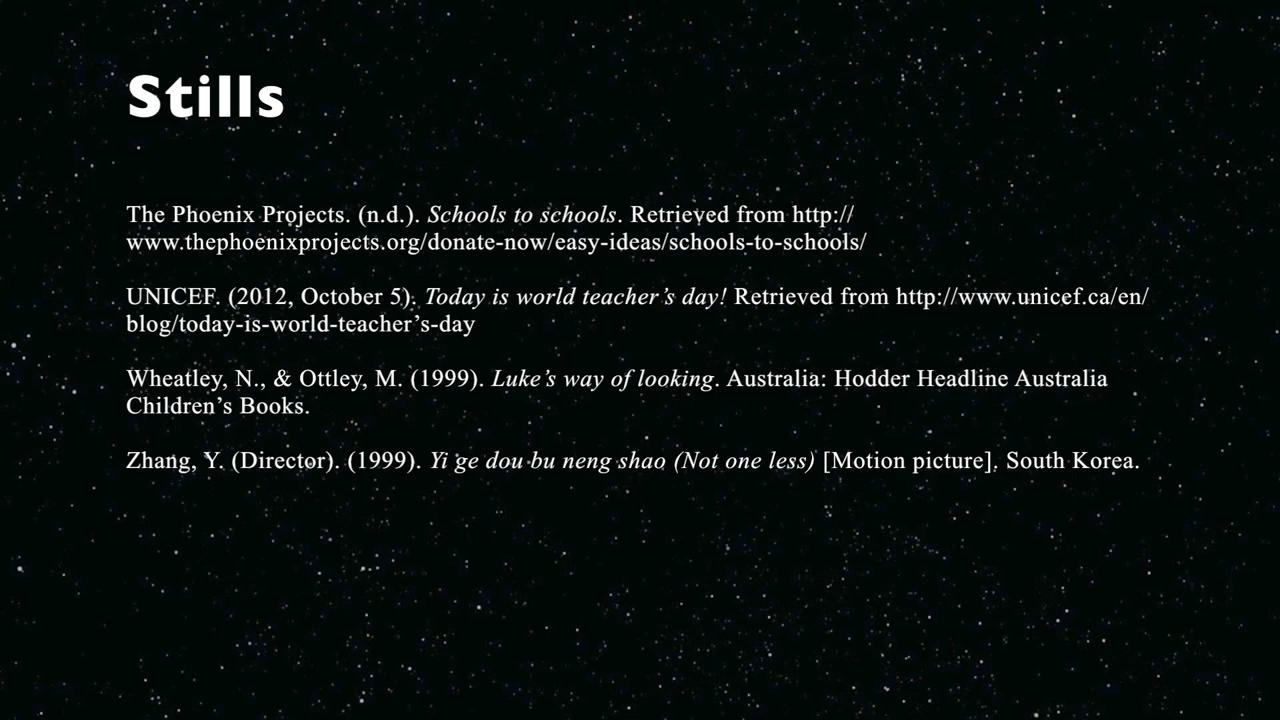 Stills
The Phoenix Projects. (n.d.). Schools to schools. Retrieved from http://
www.thephoenixprojects.org/donate-now/easy-ideas/schools-to-schools/
UNICEF. (2012, October 5). Today is world teacher’s day! Retrieved from http://www.unicef.ca/en/
blog/today-is-world-teacher’s-day
Wheatley, N., & Ottley, M. (1999). Luke’s way of looking. Australia: Hodder Headline Australia
Children’s Books.
Zhang, Y. (Director). (1999). Yi ge dou bu neng shao (Not one less) [Motion picture]. South Korea.